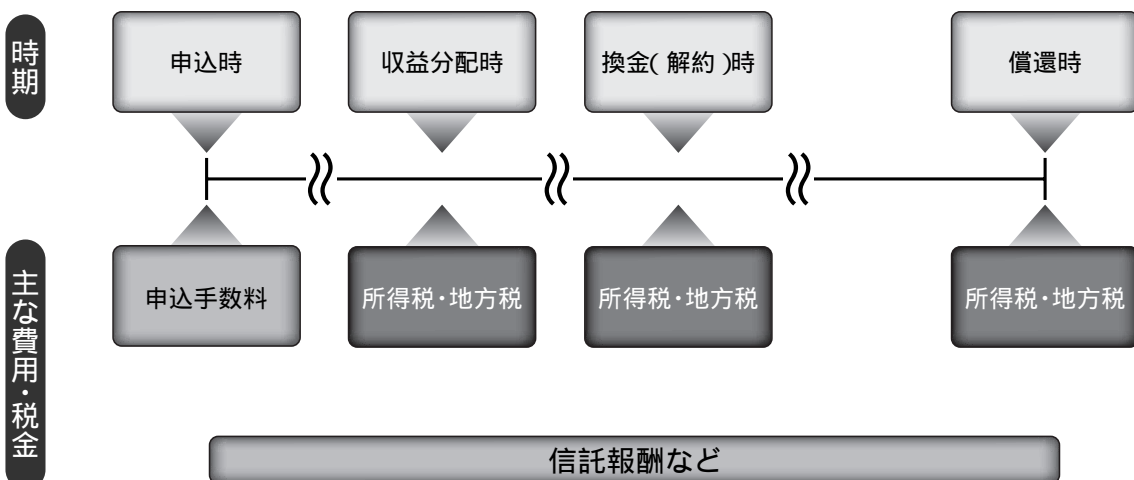 時期
申込時
収益分配時
換金(解約)時
償還時
主な費用・税金
申込手数料
所得税・地方税
所得税・地方税
所得税・地方税
信託報酬など